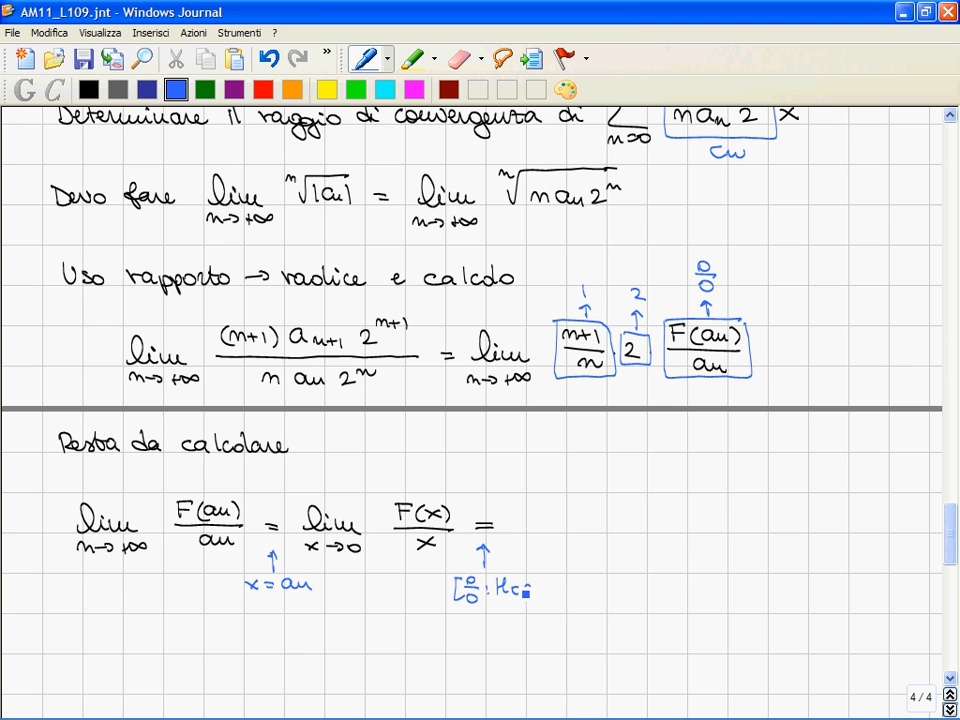 AM11_L109.jnt - Windows Journal
File Modifica Visualizza Inserisci Azioni Strumenti ?
G C
Determinare il raggio di convergenza di ∑ n=0 n an 2 x
cn
Devo fare lim n→+∞ ⁿ√|an| = lim n→+∞ ⁿ√(n an 2ⁿ)
Uso rapporto → radice e calcolo
1 2 0/0
lim n→+∞ (n+1) an+1 2ⁿ⁺¹ / n an 2ⁿ = lim n→+∞ (n+1)/n · 2 F(an)/an
Resta da calcolare
lim n→+∞ F(an)/an = lim x→0 F(x)/x =
x = an [0/0 : Hc
4 / 4